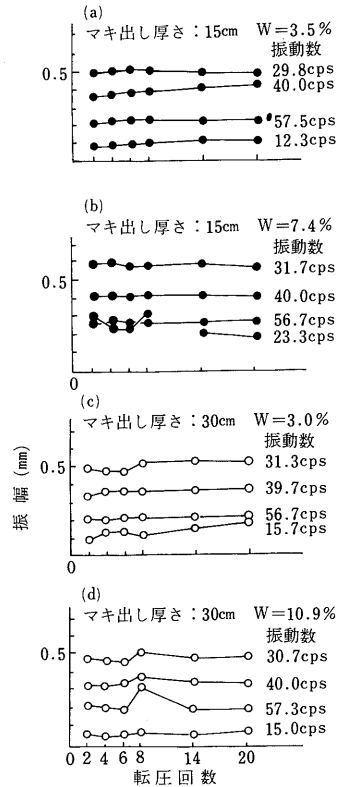 (a)
マキ出し厚さ：15cm W＝3.5％
振動数
0.5
29.8cps
40.0cps
57.5cps
12.3cps
(b)
マキ出し厚さ：15cm W＝7.4％
振動数
0.5
31.7cps
40.0cps
56.7cps
23.3cps
0
(c)
マキ出し厚さ：30cm W＝3.0％
振動数
0.5
31.3cps
39.7cps
56.7cps
15.7cps
0
振幅(mm)
(d)
マキ出し厚さ：30cm W＝10.9％
振動数
0.5
30.7cps
40.0cps
57.3cps
15.0cps
0
0 2 4 6 8 14 20
転圧回数